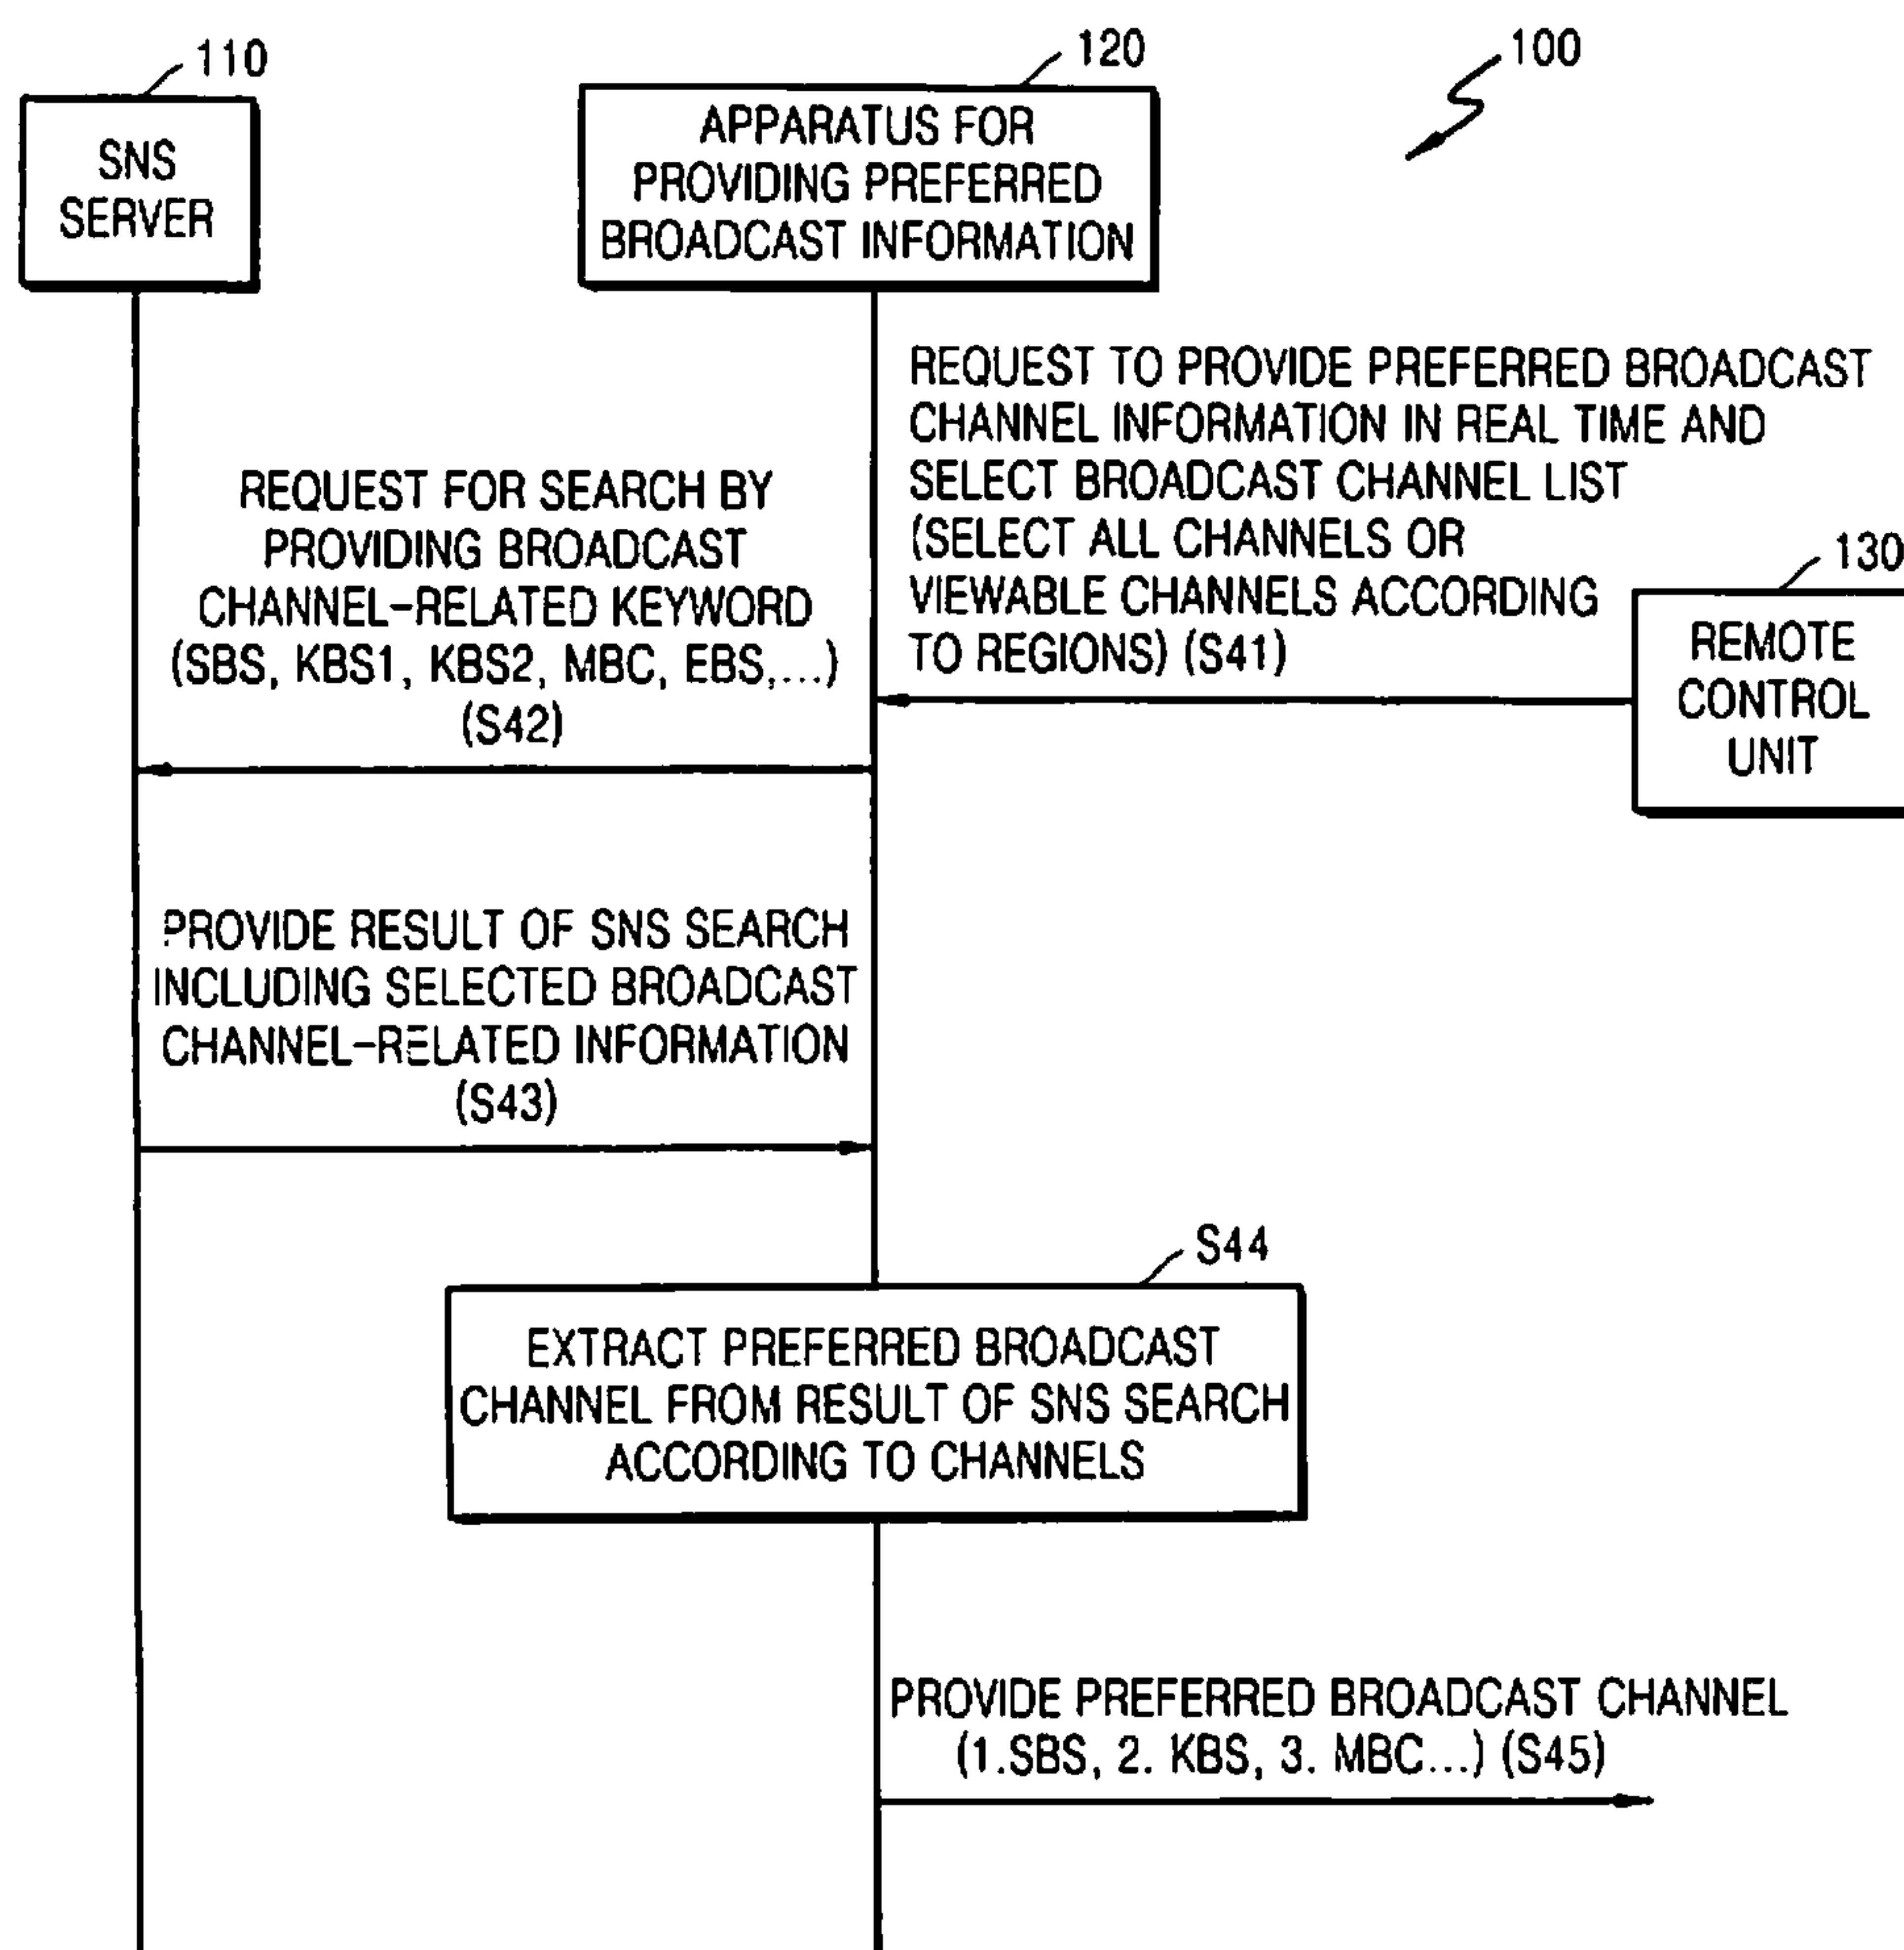 110
120
100
SNS
SERVER
APPARATUS FOR
PROVIDING PREFERRED
BROADCAST INFORMATION
REQUEST TO PROVIDE PREFERRED BROADCAST
CHANNEL INFORMATION IN REAL TIME AND
SELECT BROADCAST CHANNEL LIST
(SELECT ALL CHANNELS OR
VIEWABLE CHANNELS ACCORDING
TO REGIONS) (S41)
130
REMOTE
CONTROL
UNIT
REQUEST FOR SEARCH BY
PROVIDING BROADCAST
CHANNEL-RELATED KEYWORD
(SBS, KBS1, KBS2, MBC, EBS,...)
(S42)
PROVIDE RESULT OF SNS SEARCH
INCLUDING SELECTED BROADCAST
CHANNEL-RELATED INFORMATION
(S43)
S44
EXTRACT PREFERRED BROADCAST
CHANNEL FROM RESULT OF SNS SEARCH
ACCORDING TO CHANNELS
PROVIDE PREFERRED BROADCAST CHANNEL
(1.SBS, 2. KBS, 3. MBC...) (S45)